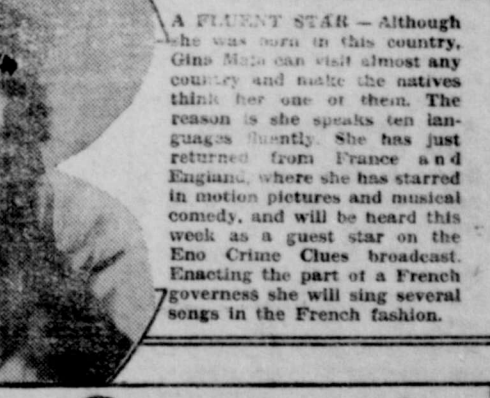 A FLUENT STAR — Although
she was born in this country,
Gina Malo can visit almost any
country and make the natives
think her one of them. The
reason is she speaks ten lan-
guages fluently. She has just
returned from France and
England, where she has starred
in motion pictures and musical
comedy, and will be heard this
week as a guest star on the
Eno Crime Clues broadcast.
Enacting the part of a French
governess she will sing several
songs in the French fashion.